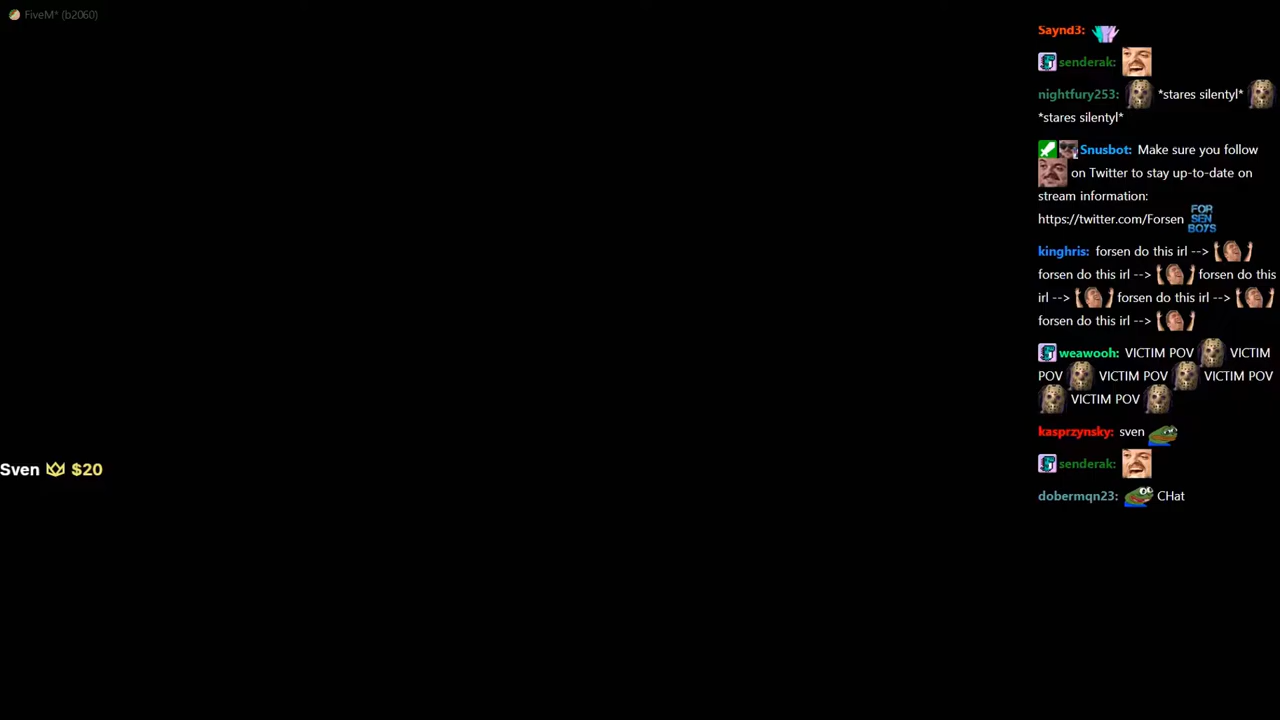 FiveM* (b2060)
Saynd3:
senderak:
nightfury253: *stares silentyl*
*stares silentyl*
Snusbot: Make sure you follow
on Twitter to stay up-to-date on
stream information:
https://twitter.com/Forsen FOR SEN BOYS
kinghris: forsen do this irl -->
forsen do this irl --> forsen do this
irl --> forsen do this irl -->
forsen do this irl -->
weawooh: VICTIM POV VICTIM
POV VICTIM POV VICTIM POV
VICTIM POV
kasprzynsky: sven
Sven $20
senderak:
dobermqn23: CHat